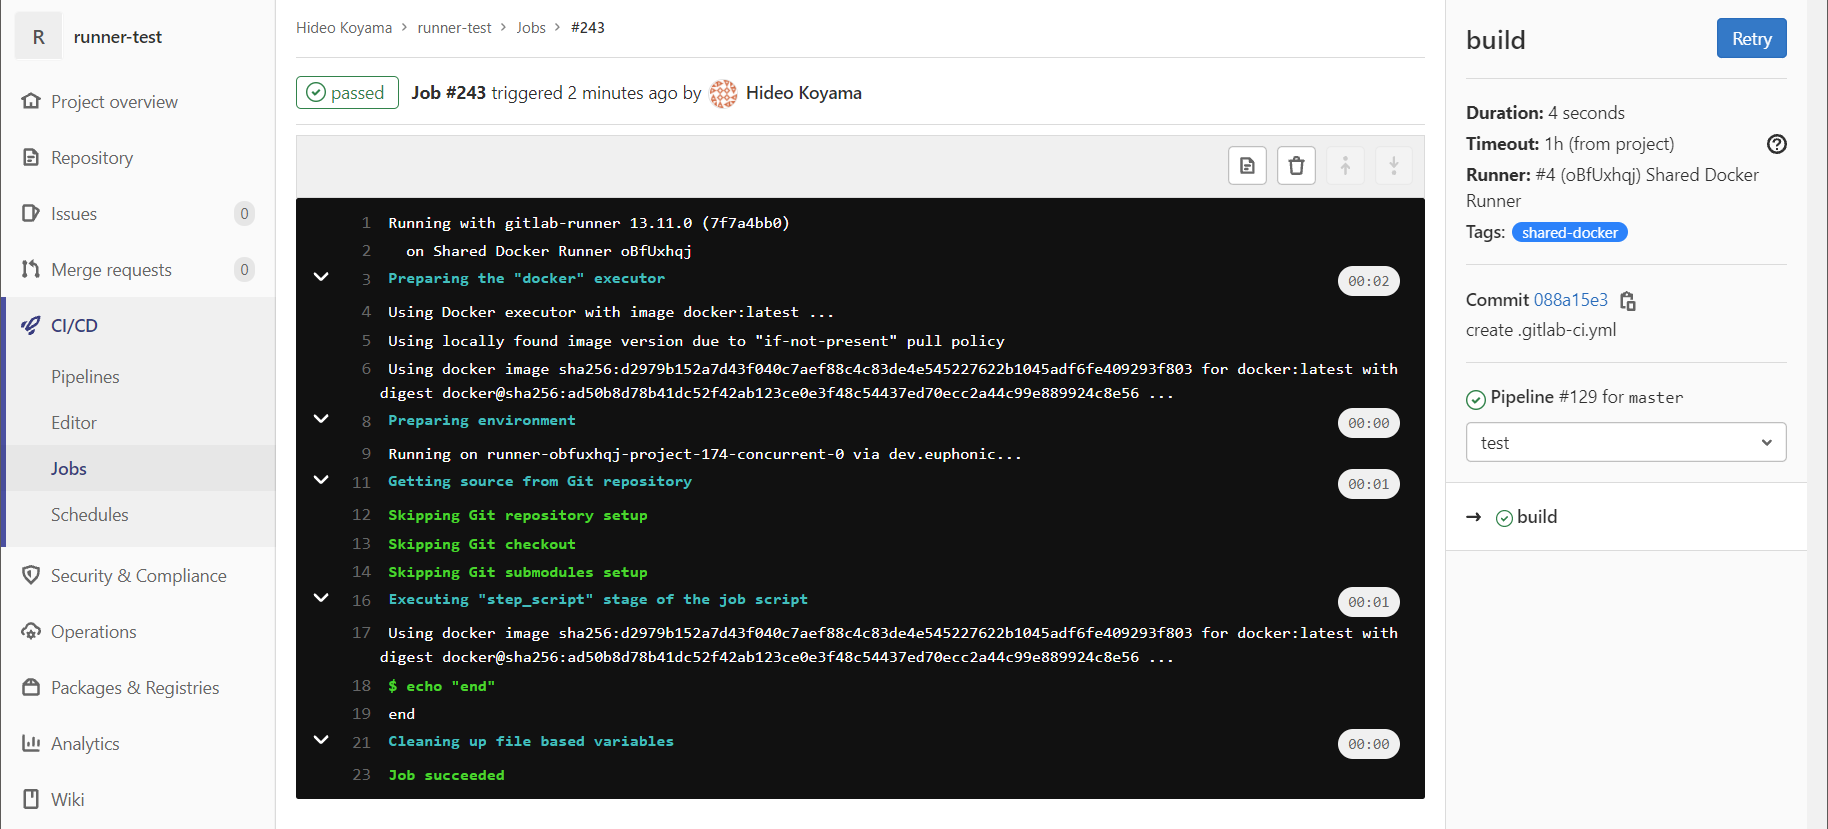 R runner-test
Project overview
Repository
Issues 0
Merge requests 0
CI/CD
Pipelines
Editor
Jobs
Schedules
Security & Compliance
Operations
Packages & Registries
Analytics
Wiki
Hideo Koyama > runner-test > Jobs > #243
passed Job #243 triggered 2 minutes ago by Hideo Koyama
1 Running with gitlab-runner 13.11.0 (7f7a4bb0)
2 on Shared Docker Runner oBfUxhqj
3 Preparing the "docker" executor 00:02
4 Using Docker executor with image docker:latest ...
5 Using locally found image version due to "if-not-present" pull policy
6 Using docker image sha256:d2979b152a7d43f040c7aef88c4c83de4e545227622b1045adf6fe409293f803 for docker:latest with
digest docker@sha256:ad50b8d78b41dc52f42ab123ce0e3f48c54437ed70ecc2a44c99e889924c8e56 ...
8 Preparing environment 00:00
9 Running on runner-obfuxhqj-project-174-concurrent-0 via dev.euphonic...
11 Getting source from Git repository 00:01
12 Skipping Git repository setup
13 Skipping Git checkout
14 Skipping Git submodules setup
16 Executing "step_script" stage of the job script 00:01
17 Using docker image sha256:d2979b152a7d43f040c7aef88c4c83de4e545227622b1045adf6fe409293f803 for docker:latest with
digest docker@sha256:ad50b8d78b41dc52f42ab123ce0e3f48c54437ed70ecc2a44c99e889924c8e56 ...
18 $ echo "end"
19 end
21 Cleaning up file based variables 00:00
23 Job succeeded
build Retry
Duration: 4 seconds
Timeout: 1h (from project)
Runner: #4 (oBfUxhqj) Shared Docker
Runner
Tags: shared-docker
Commit 088a15e3
create .gitlab-ci.yml
Pipeline #129 for master
test
→ build